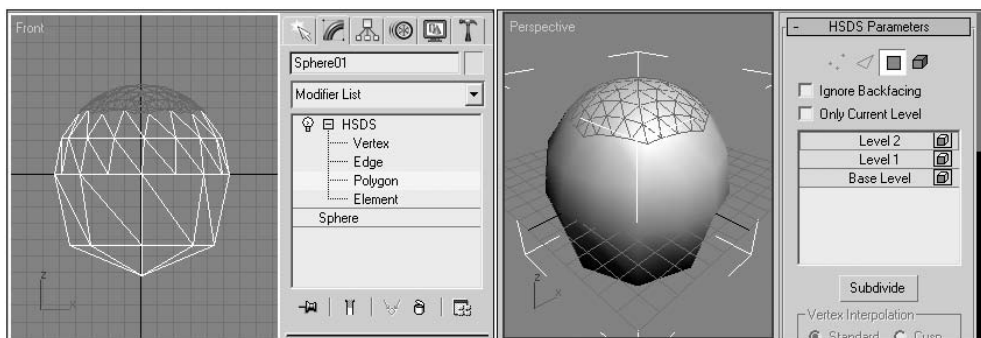 Front
z
x
Sphere01
Modifier List
HSDS
Vertex
Edge
Polygon
Element
Sphere
Perspective
z
x
HSDS Parameters
Ignore Backfacing
Only Current Level
Level 2
Level 1
Base Level
Subdivide
Vertex Interpolation
Standard
Cusp